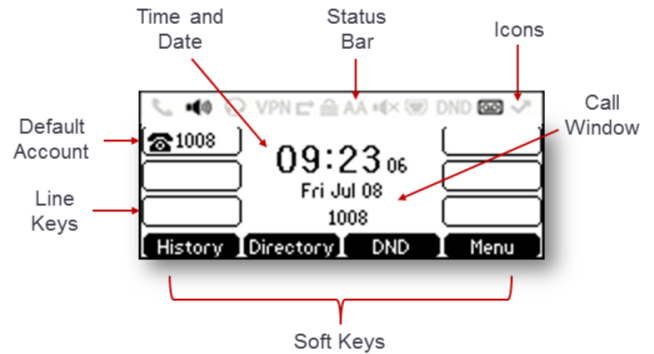 Time and
Date
Status
Bar
Icons
VPN AA DND
Call
Window
Default
Account
1008
09:23 06
Fri Jul 08
Line
Keys
1008
History Directory DND Menu
Soft Keys